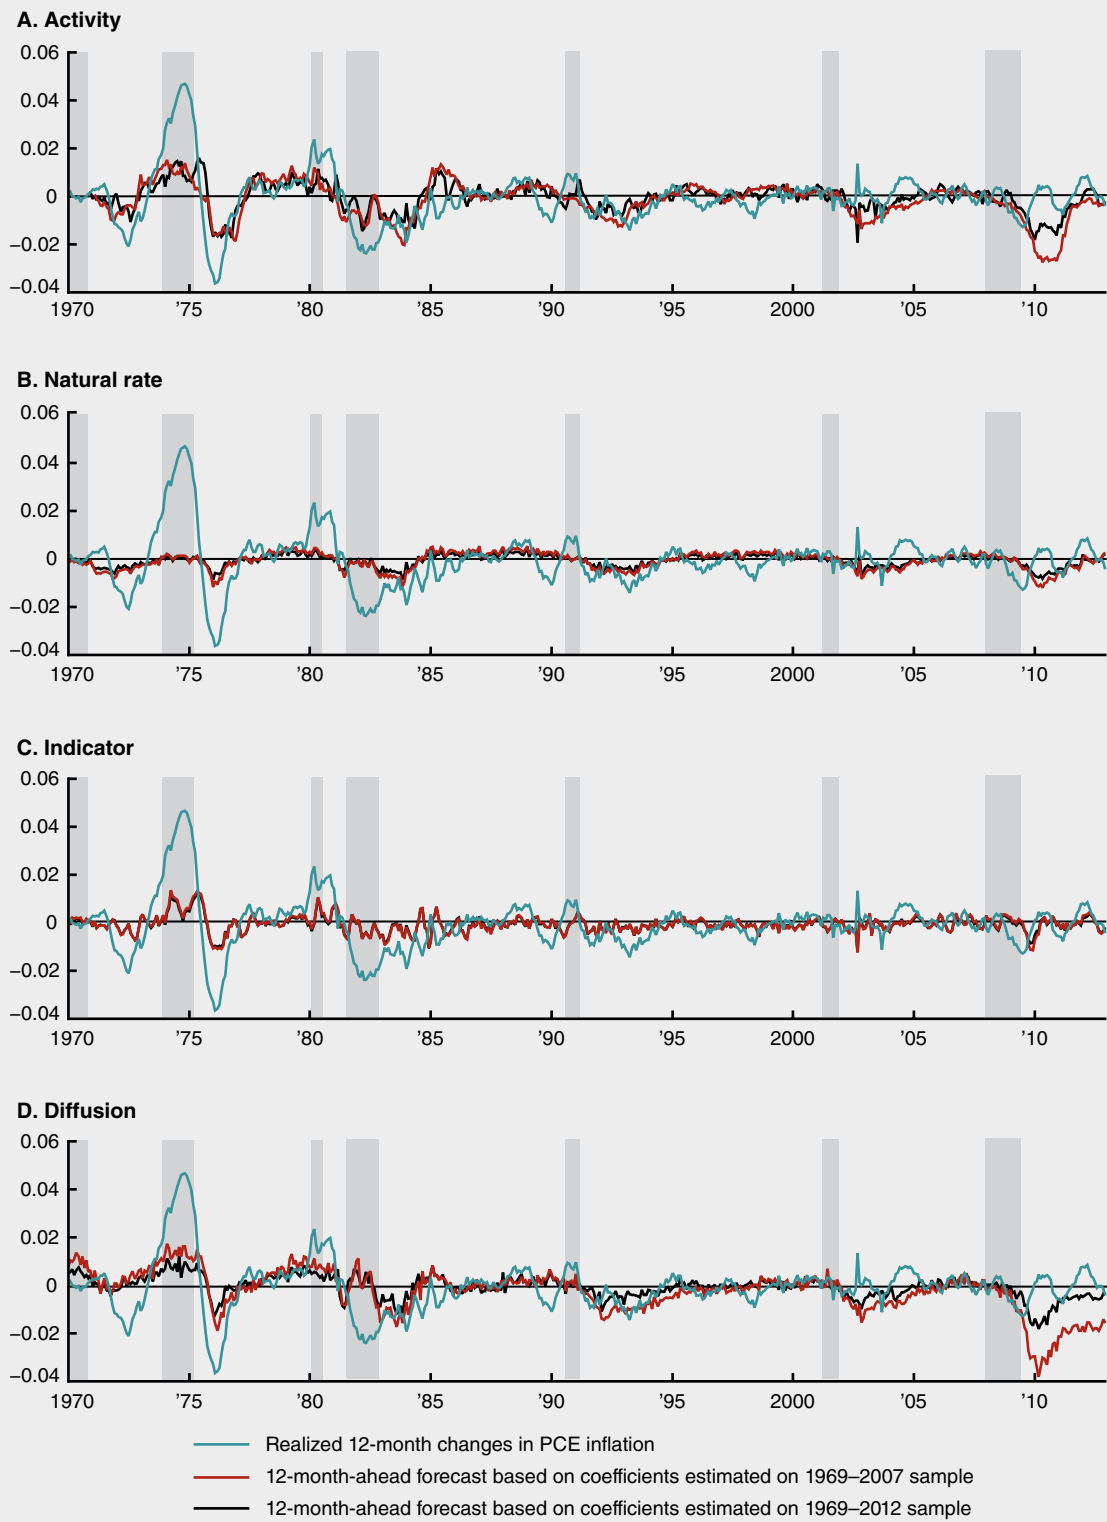 A. Activity
0.06
0.04
0.02
0
−0.02
−0.04
1970 ’75 ’80 ’85 ’90 ’95 2000 ’05 ’10
B. Natural rate
0.06
0.04
0.02
0
−0.02
−0.04
1970 ’75 ’80 ’85 ’90 ’95 2000 ’05 ’10
C. Indicator
0.06
0.04
0.02
0
−0.02
−0.04
1970 ’75 ’80 ’85 ’90 ’95 2000 ’05 ’10
D. Diffusion
0.06
0.04
0.02
0
−0.02
−0.04
1970 ’75 ’80 ’85 ’90 ’95 2000 ’05 ’10
Realized 12-month changes in PCE inflation
12-month-ahead forecast based on coefficients estimated on 1969–2007 sample
12-month-ahead forecast based on coefficients estimated on 1969–2012 sample